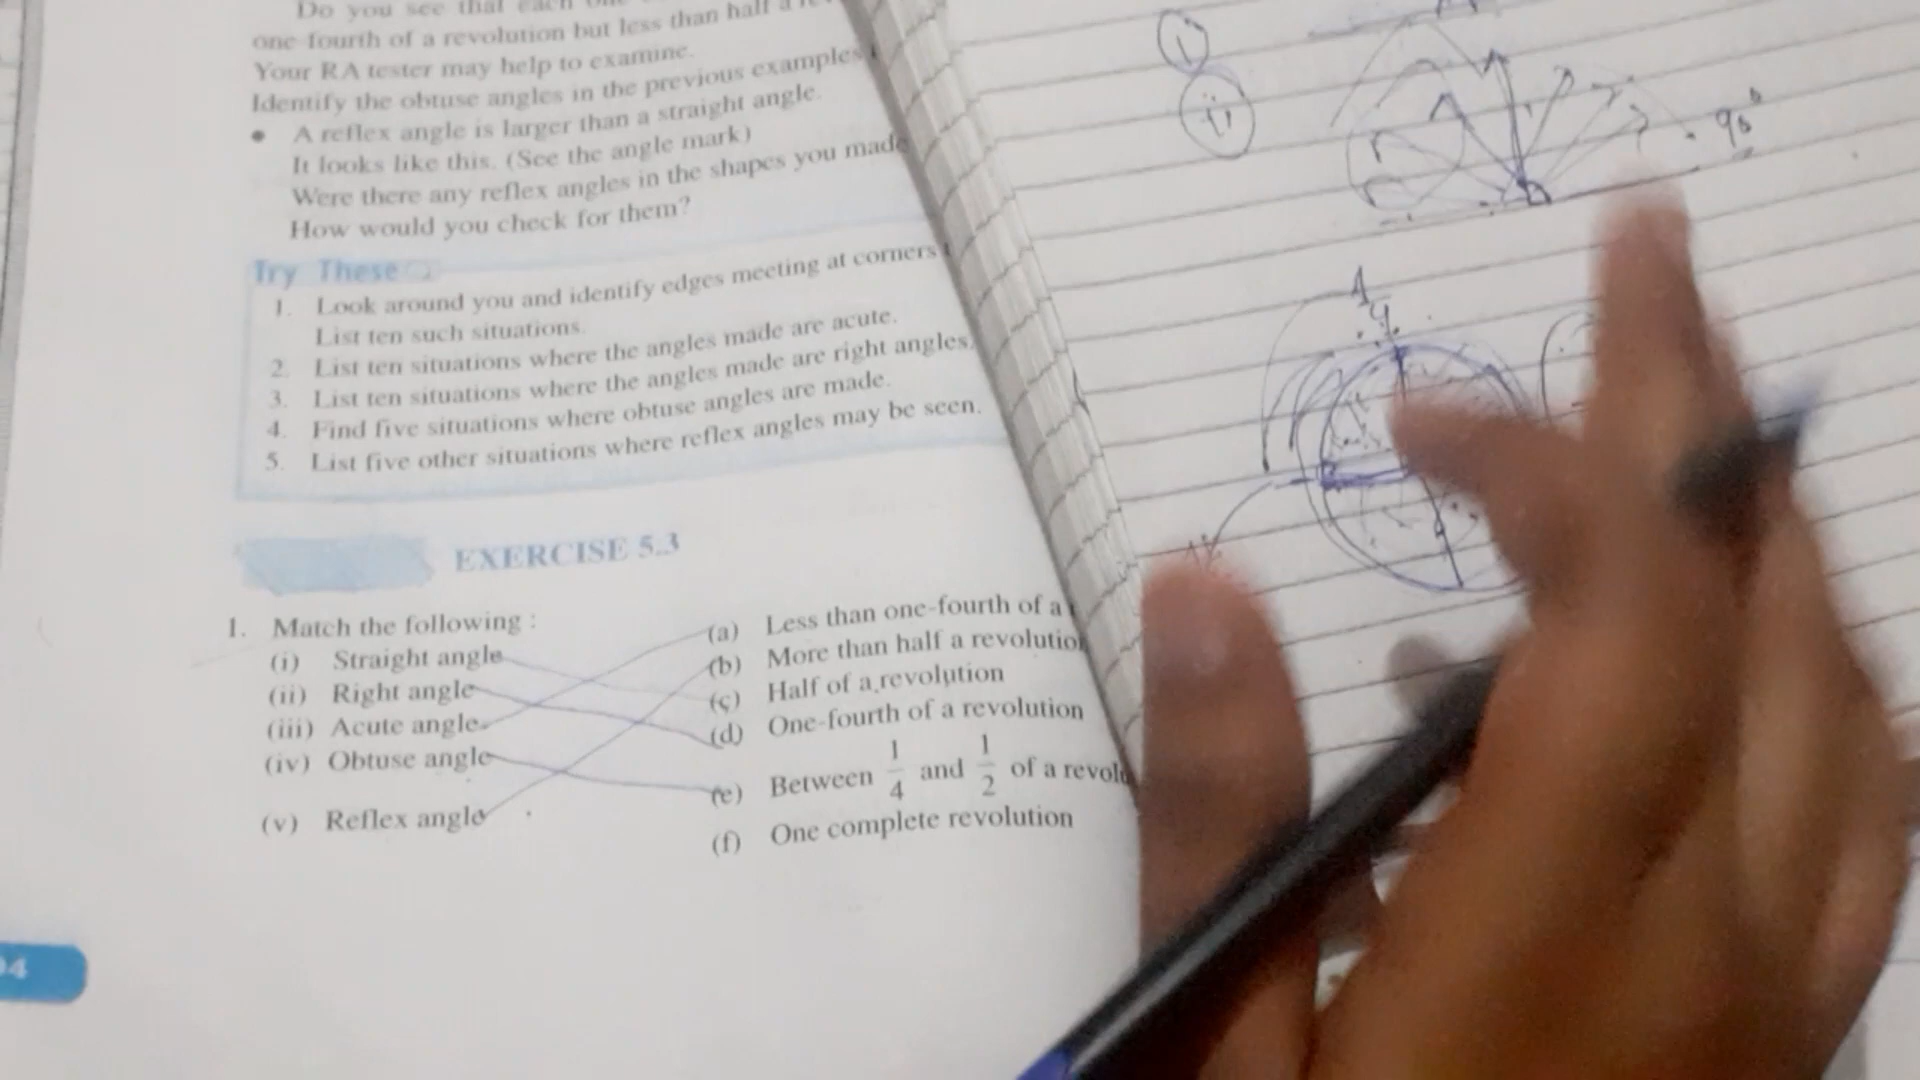 Do you see that each one
one-fourth of a revolution but less than half a
Your RA tester may help to examine.
Identify the obtuse angles in the previous examples
• A reflex angle is larger than a straight angle.
It looks like this. (See the angle mark)
Were there any reflex angles in the shapes you made
How would you check for them?
Try These
1. Look around you and identify edges meeting at corners
List ten such situations.
2. List ten situations where the angles made are acute.
3. List ten situations where the angles made are right angles.
4. Find five situations where obtuse angles are made.
5. List five other situations where reflex angles may be seen.
EXERCISE 5.3
1. Match the following :
(i) Straight angle (a) Less than one-fourth of a
(ii) Right angle (b) More than half a revolution
(iii) Acute angle (c) Half of a revolution
(iv) Obtuse angle (d) One-fourth of a revolution
(v) Reflex angle (e) Between 1/4 and 1/2 of a revolu
(f) One complete revolution
94
i
ii
90°